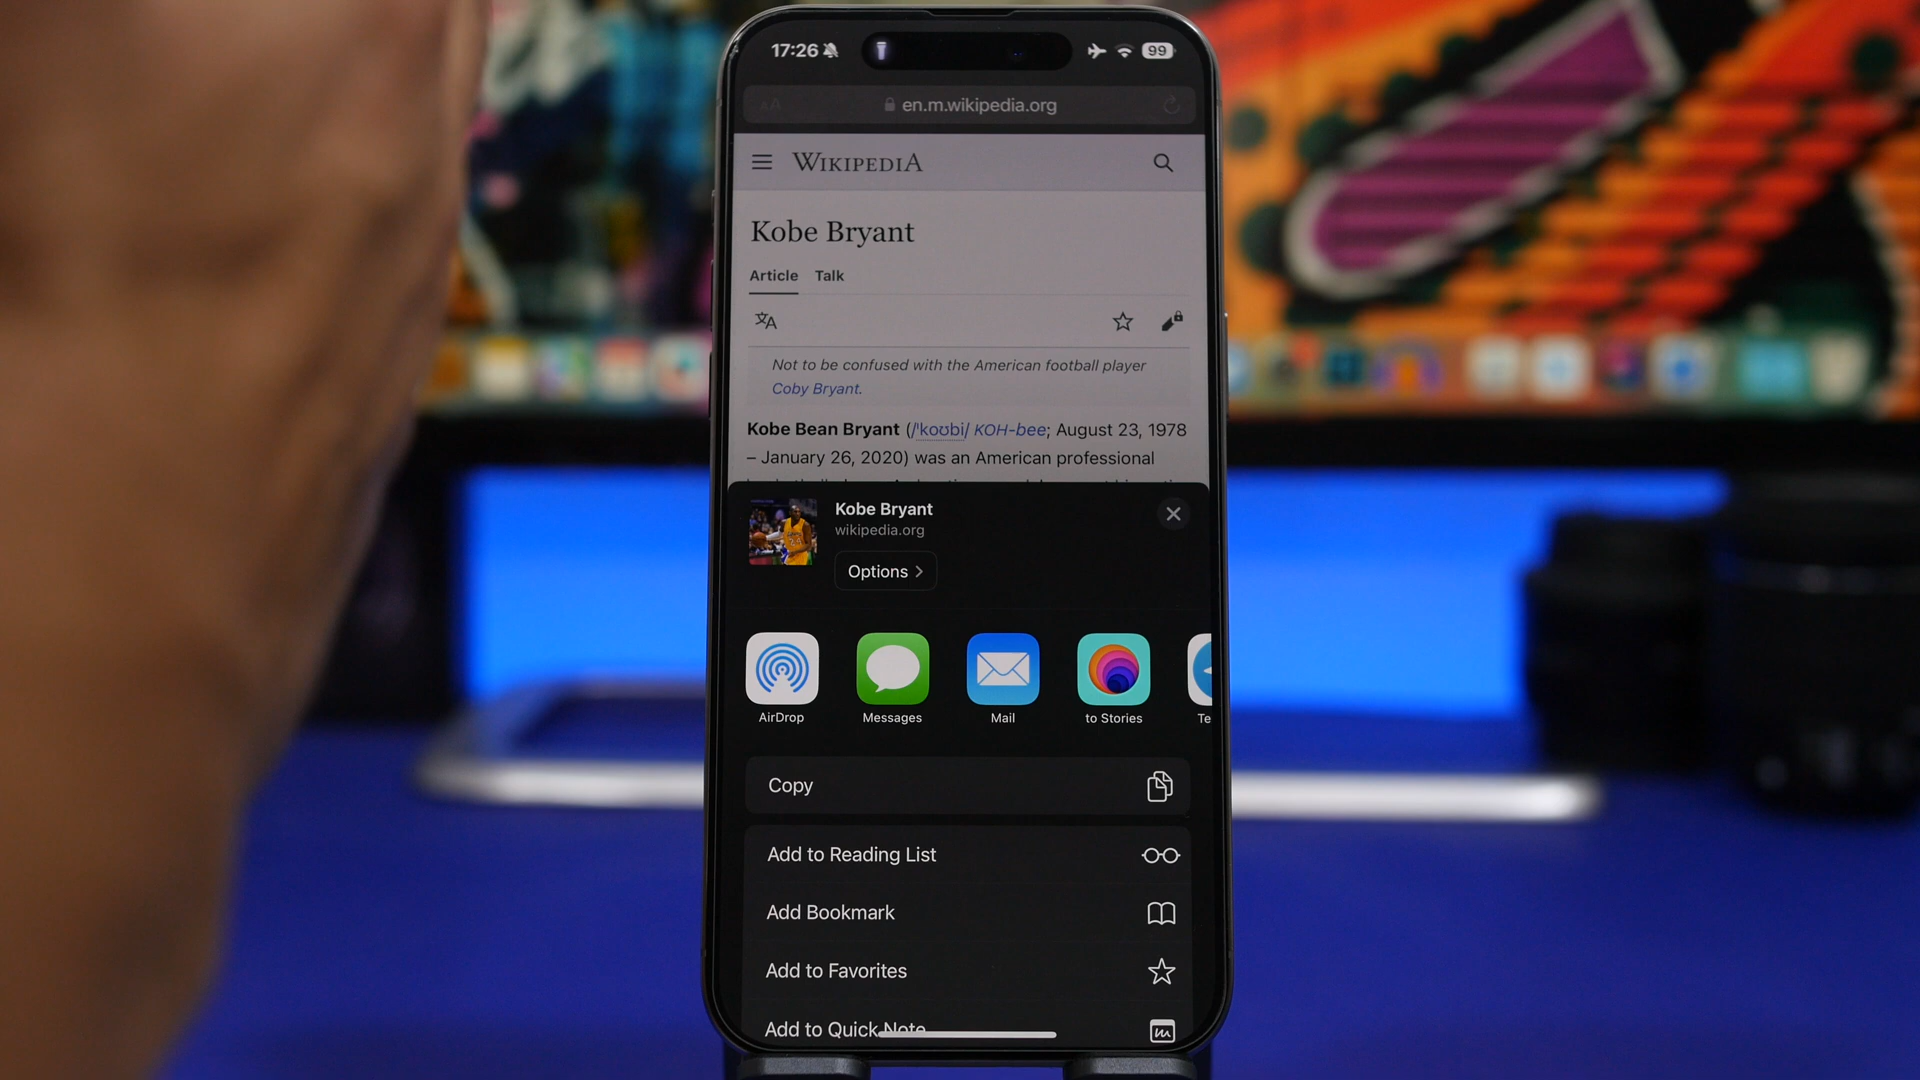 17:26
99
AA
en.m.wikipedia.org
WIKIPEDIA
Kobe Bryant
Article Talk
文A
Not to be confused with the American football player
Coby Bryant.
Kobe Bean Bryant (/ˈkoʊbi/ KOH-bee; August 23, 1978
– January 26, 2020) was an American professional
Kobe Bryant
wikipedia.org
Options >
AirDrop
Messages
Mail
to Stories
Te
Copy
Add to Reading List
Add Bookmark
Add to Favorites
Add to Quick Note